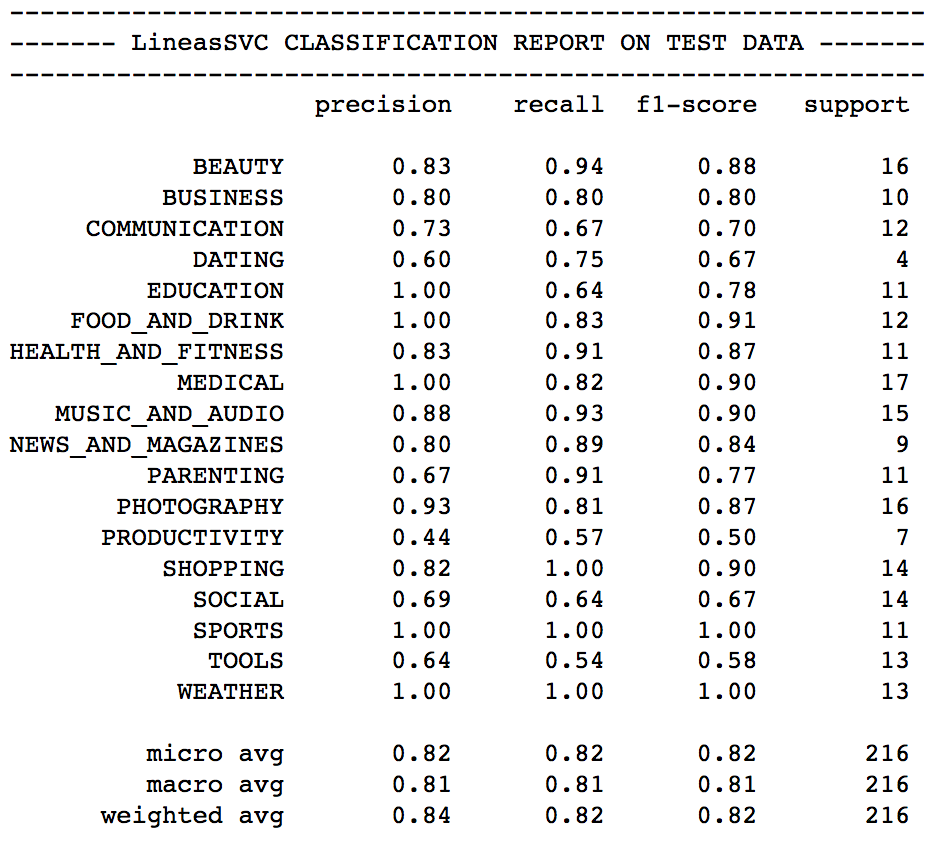 ------------------------------------------------------------
------- LineasSVC CLASSIFICATION REPORT ON TEST DATA -------
------------------------------------------------------------
                    precision    recall  f1-score   support

            BEAUTY       0.83      0.94      0.88        16
          BUSINESS       0.80      0.80      0.80        10
     COMMUNICATION       0.73      0.67      0.70        12
            DATING       0.60      0.75      0.67         4
         EDUCATION       1.00      0.64      0.78        11
    FOOD_AND_DRINK       1.00      0.83      0.91        12
HEALTH_AND_FITNESS       0.83      0.91      0.87        11
           MEDICAL       1.00      0.82      0.90        17
   MUSIC_AND_AUDIO       0.88      0.93      0.90        15
NEWS_AND_MAGAZINES       0.80      0.89      0.84         9
         PARENTING       0.67      0.91      0.77        11
       PHOTOGRAPHY       0.93      0.81      0.87        16
      PRODUCTIVITY       0.44      0.57      0.50         7
          SHOPPING       0.82      1.00      0.90        14
            SOCIAL       0.69      0.64      0.67        14
            SPORTS       1.00      1.00      1.00        11
             TOOLS       0.64      0.54      0.58        13
           WEATHER       1.00      1.00      1.00        13

         micro avg       0.82      0.82      0.82       216
         macro avg       0.81      0.81      0.81       216
      weighted avg       0.84      0.82      0.82       216